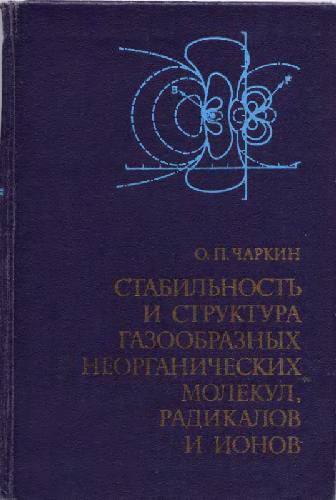 В
О. П. ЧАРКИН
СТАБИЛЬНОСТЬ
И СТРУКТУРА
ГАЗООБРАЗНЫХ
НЕОРГАНИЧЕСКИХ
МОЛЕКУЛ,
РАДИКАЛОВ
И ИОНОВ